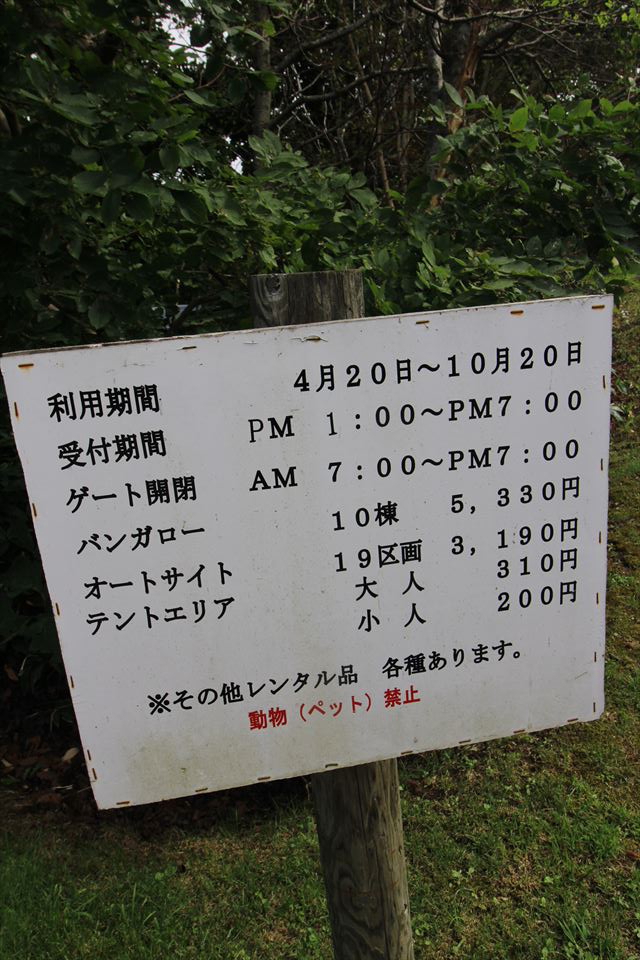 利用期間 4月20日～10月20日
受付期間 PM 1：00～PM7：00
ゲート開閉 AM 7：00～PM7：00
バンガロー 10棟 5，330円
オートサイト 19区画 3，190円
テントエリア 大 人 310円
小 人 200円
※その他レンタル品 各種あります。
動物（ペット）禁止